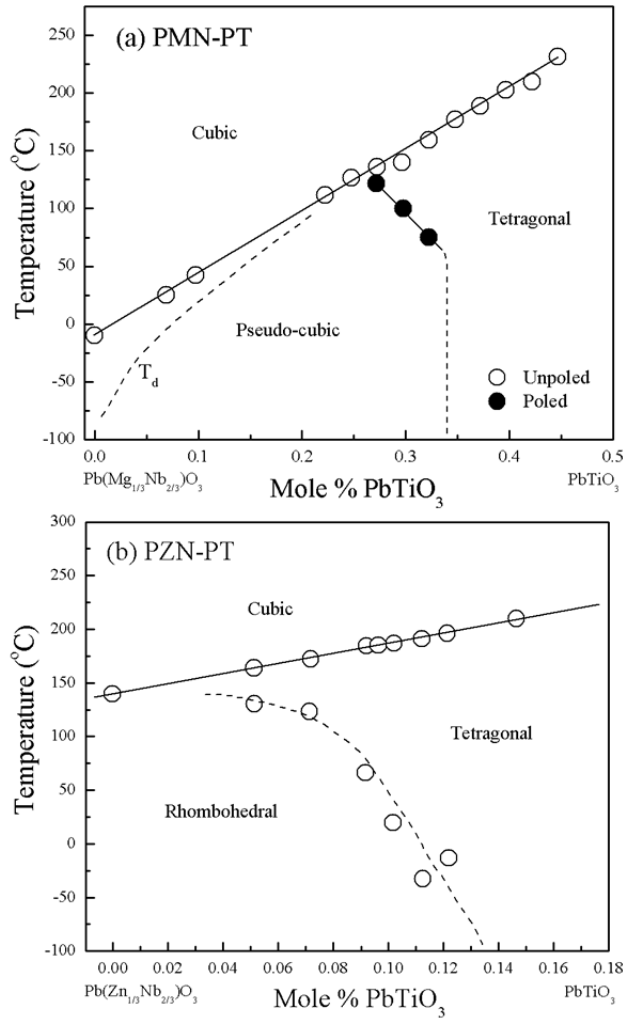 (a) PMN-PT
250
200
150
100
50
0
-50
-100
Temperature (°C)
Cubic
Tetragonal
Pseudo-cubic
T_d
Unpoled
Poled
0.0 0.1 0.2 0.3 0.4 0.5
Pb(Mg1/3Nb2/3)O3 Mole % PbTiO3 PbTiO3
(b) PZN-PT
300
250
200
150
100
50
0
-50
-100
Temperature (°C)
Cubic
Tetragonal
Rhombohedral
0.00 0.02 0.04 0.06 0.08 0.10 0.12 0.14 0.16 0.18
Pb(Zn1/3Nb2/3)O3 Mole % PbTiO3 PbTiO3